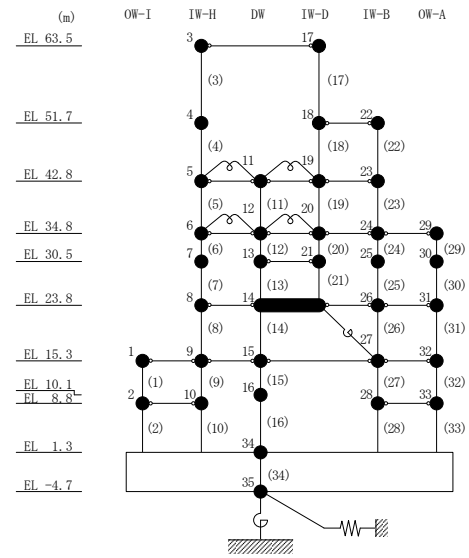 (m) OW-I IW-H DW IW-D IW-B OW-A
EL 63.5 3 17
(3) (17)
EL 51.7 4 18 22
(4) (18) (22)
EL 42.8 5 11 19 23
(5) (11) (19) (23)
EL 34.8 6 12 20 24 29
(6) (12) (20) (24) (29)
EL 30.5 7 13 21 25 30
(7) (13) (21) (25) (30)
EL 23.8 8 14 26 31
(8) (14) (26) (31)
27
EL 15.3 1 9 15 32
(1) (9) (15) (27) (32)
EL 10.1 16
EL 8.8 2 10 28 33
(2) (10) (16) (28) (33)
EL 1.3 34
(34)
EL -4.7 35